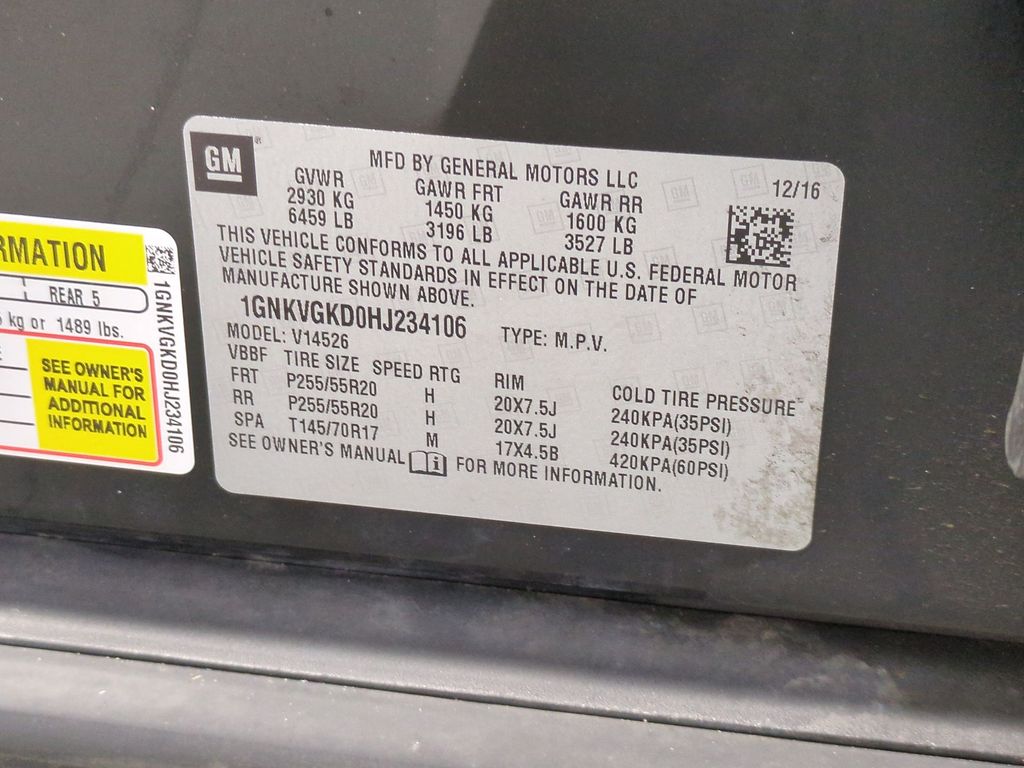 GM
MFD BY GENERAL MOTORS LLC
12/16
GVWR GAWR FRT GAWR RR
2930 KG 1450 KG 1600 KG
6459 LB 3196 LB 3527 LB
THIS VEHICLE CONFORMS TO ALL APPLICABLE U.S. FEDERAL MOTOR
VEHICLE SAFETY STANDARDS IN EFFECT ON THE DATE OF
MANUFACTURE SHOWN ABOVE.
1GNKVGKD0HJ234106 TYPE: M.P.V.
MODEL: V14526
VBBF TIRE SIZE SPEED RTG RIM COLD TIRE PRESSURE
FRT P255/55R20 H 20X7.5J 240KPA(35PSI)
RR P255/55R20 H 20X7.5J 240KPA(35PSI)
SPA T145/70R17 M 17X4.5B 420KPA(60PSI)
SEE OWNER'S MANUAL i FOR MORE INFORMATION.
RMATION
REAR 5
kg or 1489 lbs.
SEE OWNER'S
MANUAL FOR
ADDITIONAL
INFORMATION
1GNKVGKD0HJ234106